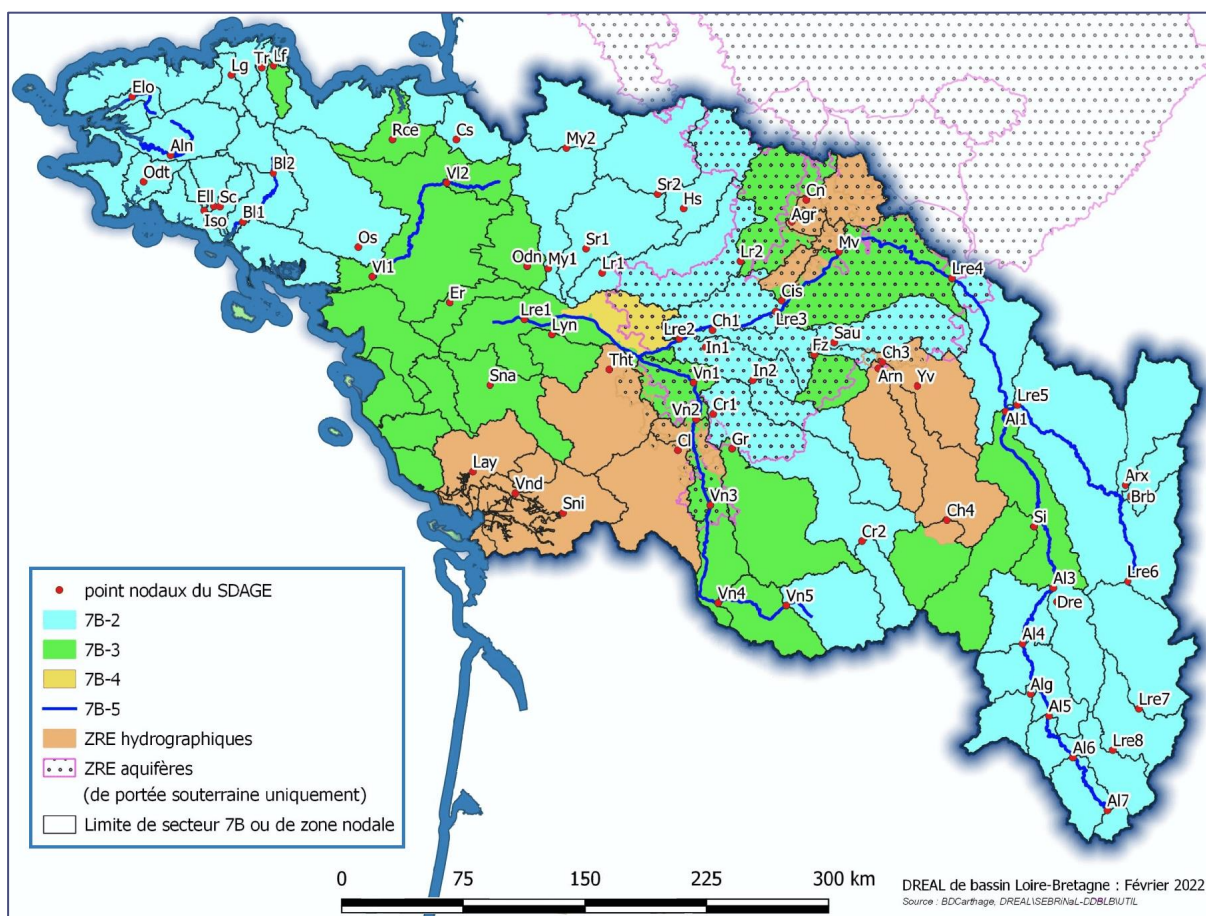 Tr Lf
Lg
Elo
Rce
Cs
My2
Aln
Bl2
Odt
Vl2
Sr2
Cn
Ell Sc
Hs
Iso
Bl1
Agr
Os
Sr1
Mv
Odn
My1
Lr1
Lr2
Vl1
Lre4
Er
Cis
Lre1
Lre3
Lyn
Ch1
Lre2
Sau
In1
Fz
Ch3
Tht
Arn
Yv
Sna
Vn1
In2
Lre5
Vn2
Cr1
Al1
Cl
Gr
Lay
Arx
Vnd
Brb
Sni
Vn3
Ch4
Si
Cr2
Lre6
Al3
Vn4
Vn5
Dre
Al4
Alg
Lre7
Al5
Lre8
Al6
Al7
point nodaux du SDAGE
7B-2
7B-3
7B-4
7B-5
ZRE hydrographiques
ZRE aquifères
(de portée souterraine uniquement)
Limite de secteur 7B ou de zone nodale
0 75 150 225 300 km
DREAL de bassin Loire-Bretagne : Février 2022
Source : BDCarthage, DREAL\SEBRiNaL-DDBLB\UTIL